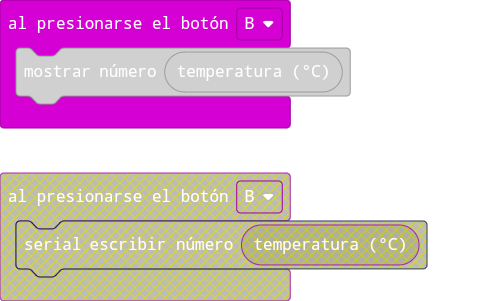 al presionarse el botón B
mostrar número temperatura (°C)
al presionarse el botón B
serial escribir número temperatura (°C)